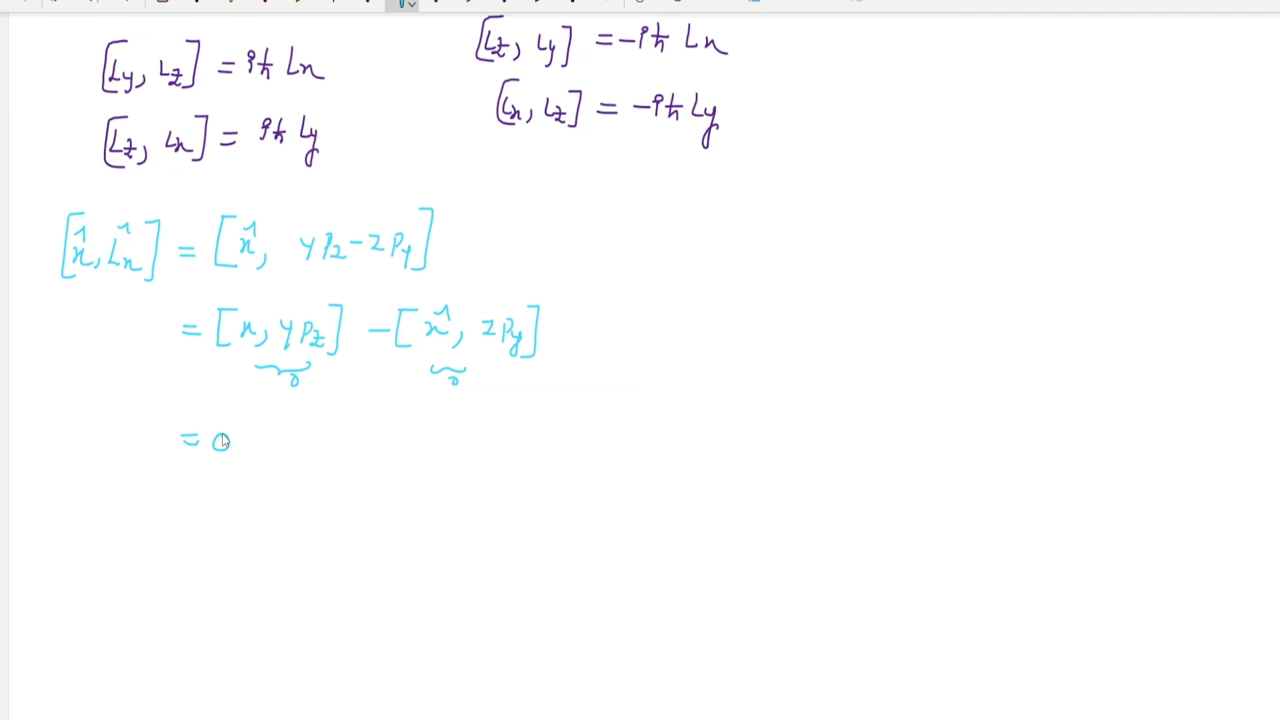 [Ly, Lz] = iħ Lx
[Lz, Ly] = -iħ Lx
[Lz, Lx] = iħ Ly
[Lx, Lz] = -iħ Ly
[x̂, L̂x] = [x̂, y pz - z py]
= [x, y pz] - [x̂, z py]
0 0
= 0